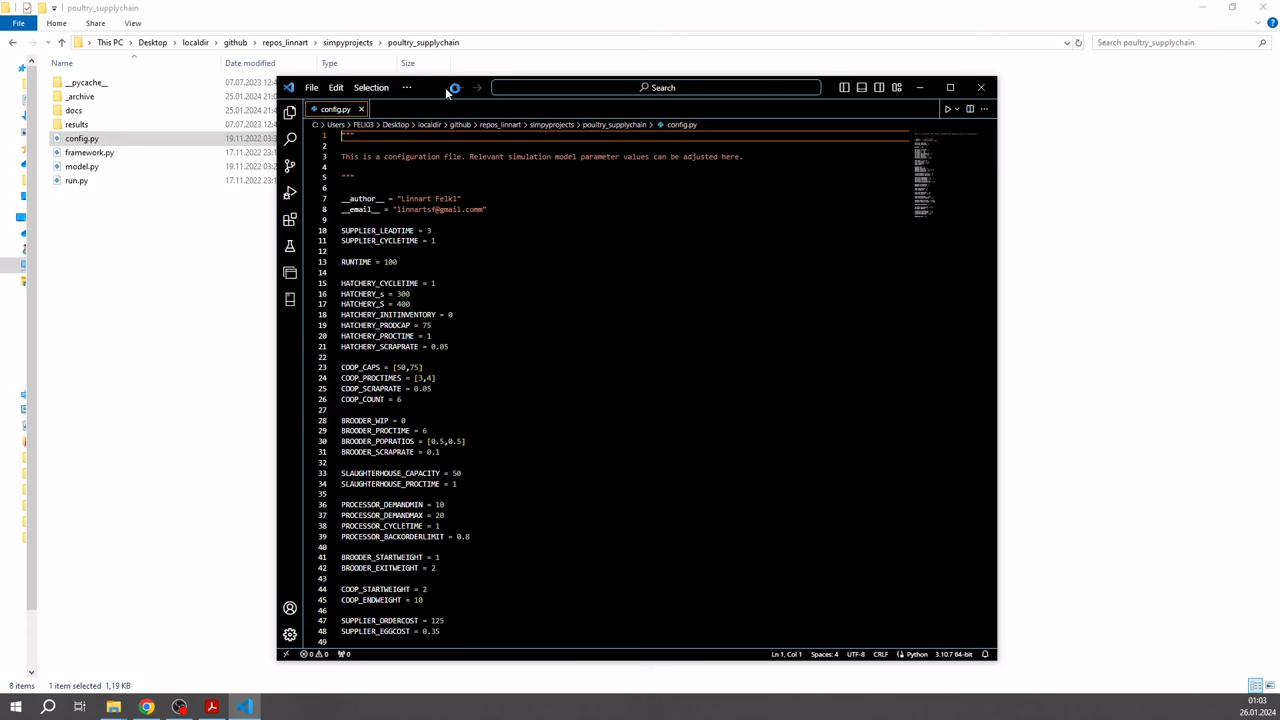 poultry_supplychain
File
Home
Share
View
This PC
Desktop
localdir
github
repos_linnart
simpyprojects
poultry_supplychain
Search poultry_supplychain
Name
Date modified
Type
Size
__pycache__
07.07.2023 12:4
_archive
25.01.2024 21:4
docs
25.01.2024 21:4
results
07.07.2023 12:4
config.py
19.11.2022 03:3
framework.py
17.11.2022 23:1
model.py
19.11.2022 03:2
run.py
17.11.2022 23:1
File
Edit
Selection
···
Search
config.py
C: > Users > FELI03 > Desktop > localdir > github > repos_linnart > simpyprojects > poultry_supplychain > config.py
1 """
2
3 This is a configuration file. Relevant simulation model parameter values can be adjusted here.
4
5 """
6
7 __author__ = "Linnart Felkl"
8 __email__ = "linnartsf@gmail.comm"
9
10 SUPPLIER_LEADTIME = 3
11 SUPPLIER_CYCLETIME = 1
12
13 RUNTIME = 100
14
15 HATCHERY_CYCLETIME = 1
16 HATCHERY_s = 300
17 HATCHERY_S = 400
18 HATCHERY_INITINVENTORY = 0
19 HATCHERY_PRODCAP = 75
20 HATCHERY_PROCTIME = 1
21 HATCHERY_SCRAPRATE = 0.05
22
23 COOP_CAPS = [50,75]
24 COOP_PROCTIMES = [3,4]
25 COOP_SCRAPRATE = 0.05
26 COOP_COUNT = 6
27
28 BROODER_WIP = 0
29 BROODER_PROCTIME = 6
30 BROODER_POPRATIOS = [0.5,0.5]
31 BROODER_SCRAPRATE = 0.1
32
33 SLAUGHTERHOUSE_CAPACITY = 50
34 SLAUGHTERHOUSE_PROCTIME = 1
35
36 PROCESSOR_DEMANDMIN = 10
37 PROCESSOR_DEMANDMAX = 20
38 PROCESSOR_CYCLETIME = 1
39 PROCESSOR_BACKORDERLIMIT = 0.8
40
41 BROODER_STARTWEIGHT = 1
42 BROODER_EXITWEIGHT = 2
43
44 COOP_STARTWEIGHT = 2
45 COOP_ENDWEIGHT = 10
46
47 SUPPLIER_ORDERCOST = 125
48 SUPPLIER_EGGCOST = 0.35
49
0 0 0
Ln 1, Col 1
Spaces: 4
UTF-8
CRLF
Python
3.10.7 64-bit
8 items
1 item selected 1,19 KB
01:03
26.01.2024